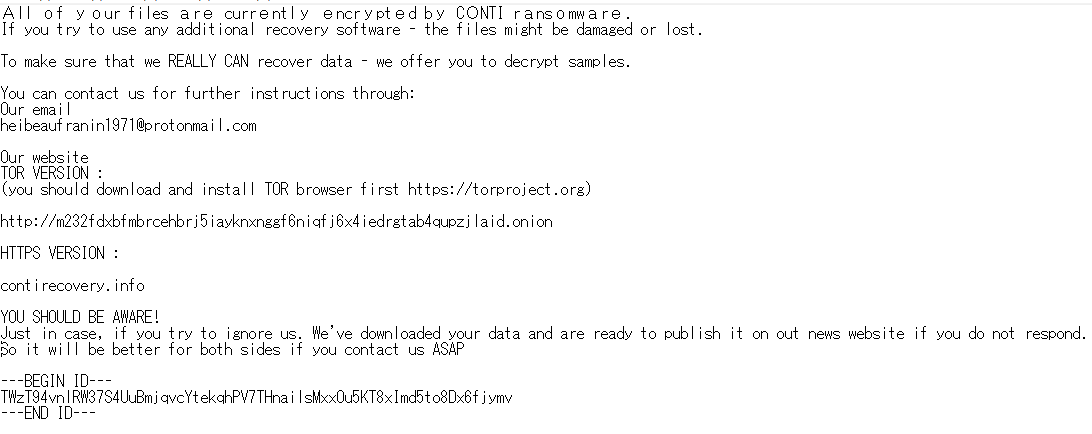 All of your files are currently encrypted by CONTI ransomware.
If you try to use any additional recovery software - the files might be damaged or lost.
To make sure that we REALLY CAN recover data - we offer you to decrypt samples.
You can contact us for further instructions through:
Our email
heibeaufranin1971@protonmail.com
Our website
TOR VERSION :
(you should download and install TOR browser first https://torproject.org)
http://m232fdxbfmbrcehbrj5iayknxnggf6niqfj6x4iedrgtab4qupzjlaid.onion
HTTPS VERSION :
contirecovery.info
YOU SHOULD BE AWARE!
Just in case, if you try to ignore us. We've downloaded your data and are ready to publish it on out news website if you do not respond.
So it will be better for both sides if you contact us ASAP
---BEGIN ID---
TWzT94vnlRW37S4UuBmjqvcYtekqhPV7THnailsMxxOu5KT8xImd5to8Dx6fjymv
---END ID---